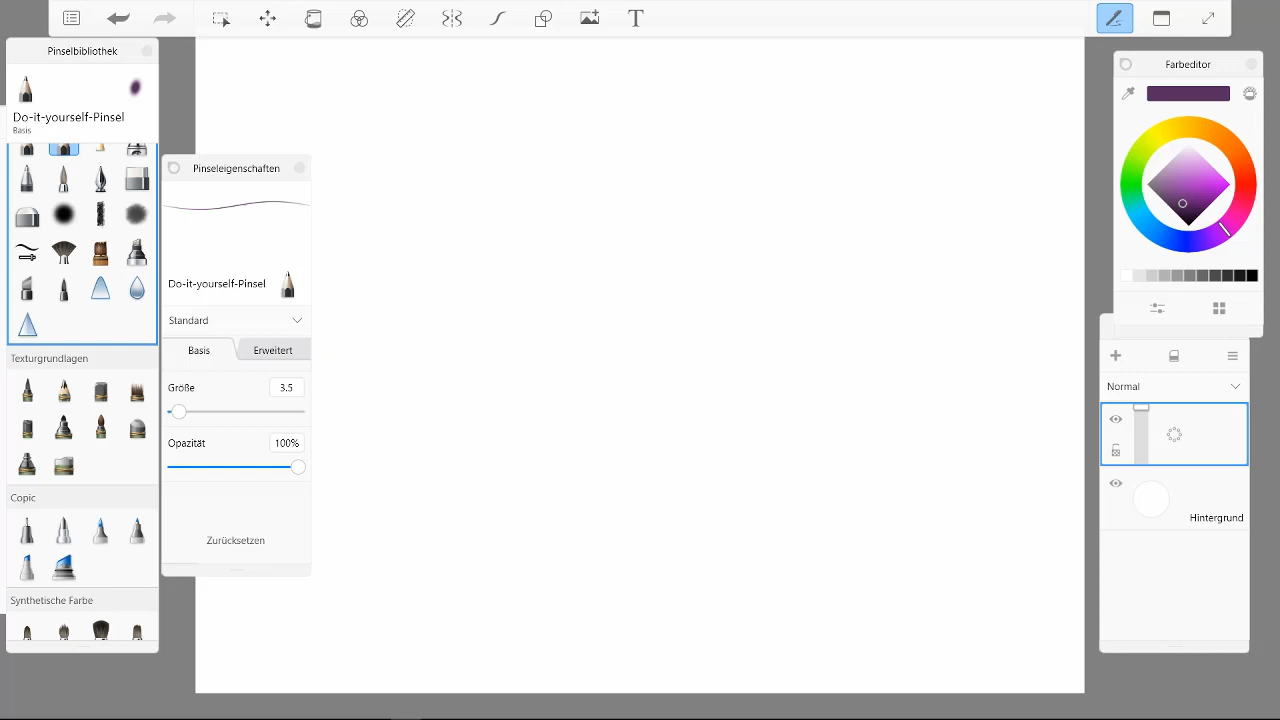 T
Pinselbibliothek
Do-it-yourself-Pinsel
Basis
Texturgrundlagen
Copic
Synthetische Farbe
Pinseleigenschaften
Do-it-yourself-Pinsel
Standard
Basis
Erweitert
Größe
3.5
Opazität
100%
Zurücksetzen
Farbeditor
Normal
Hintergrund